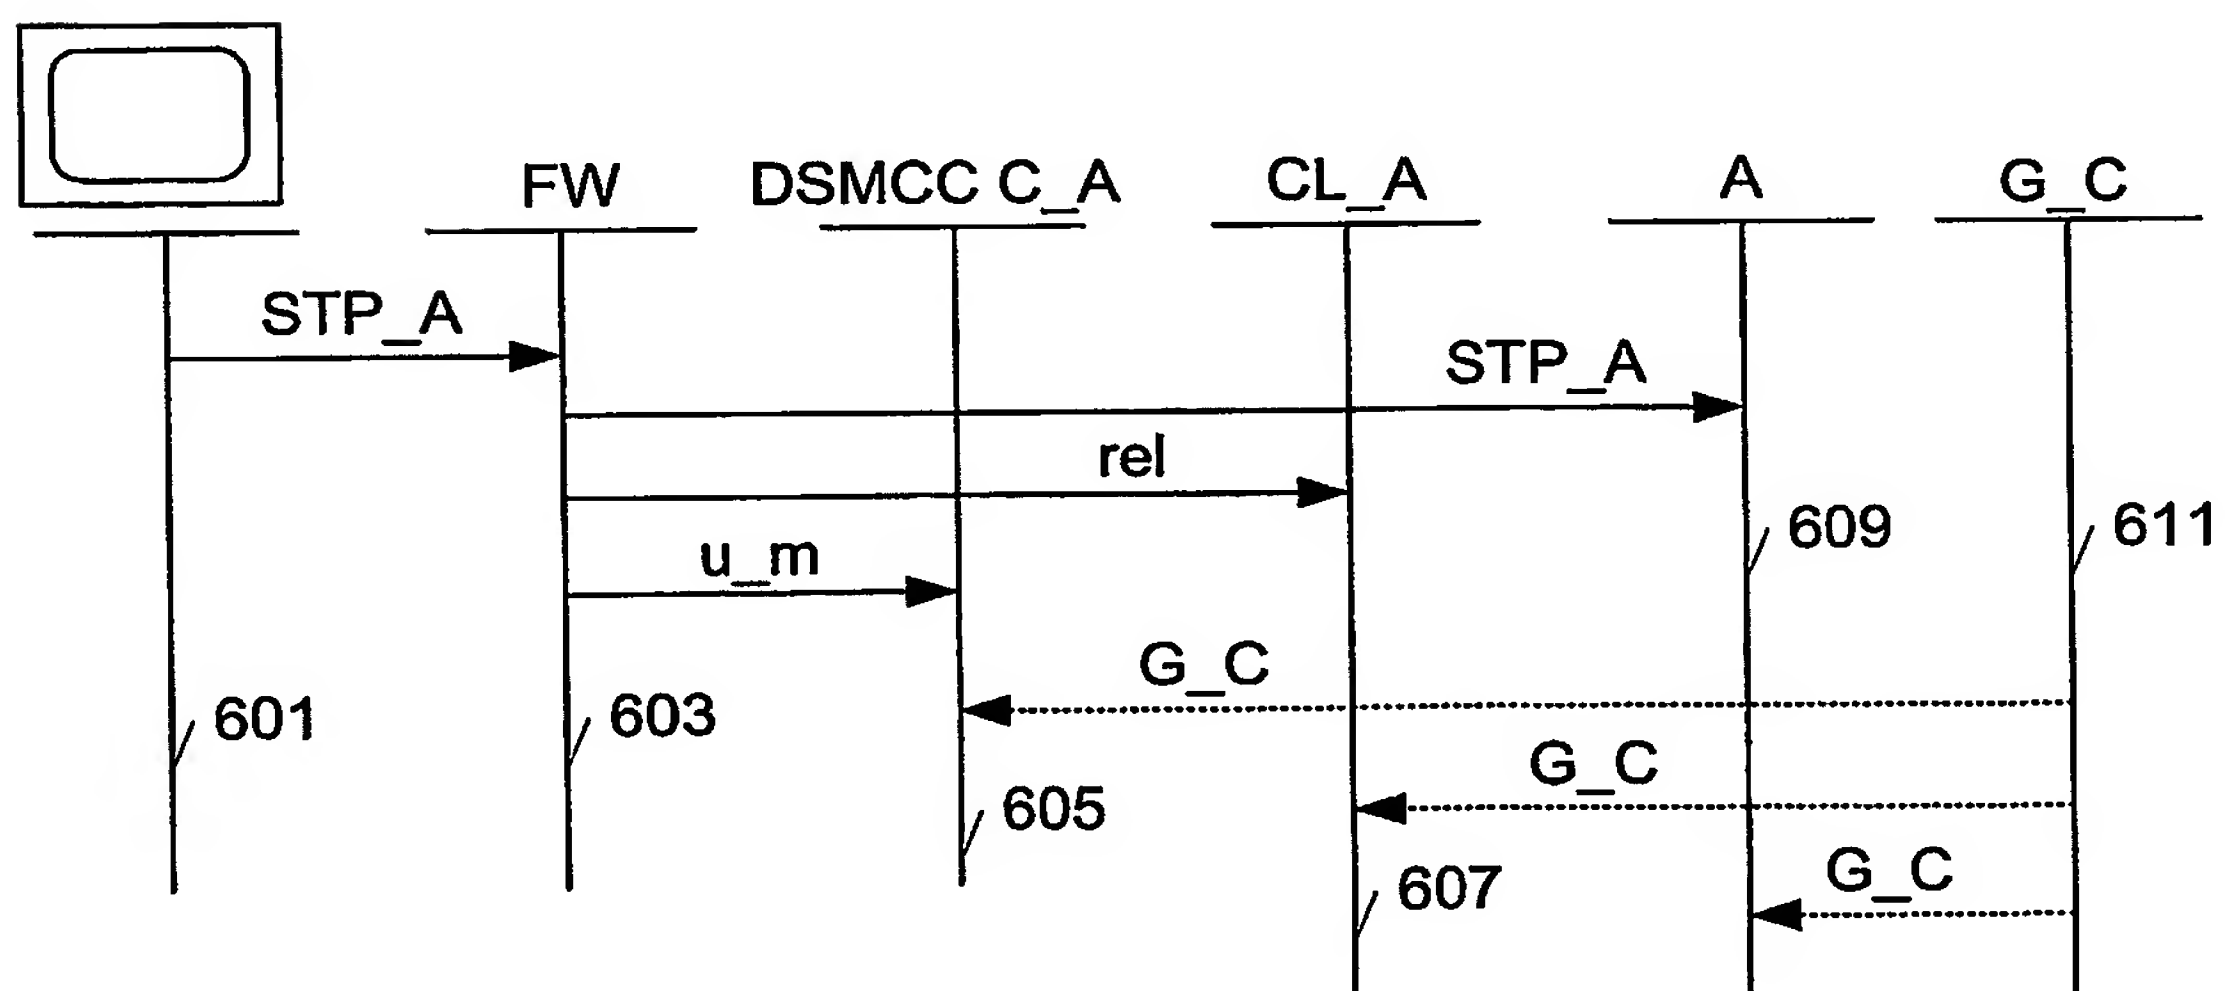 FW
DSMCC C_A
CL_A
A
G_C
STP_A
STP_A
rel
609
611
u_m
G_C
601
603
G_C
605
G_C
607